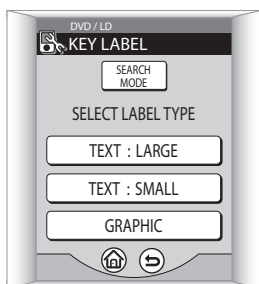 DVD / LD
KEY LABEL
SEARCH
MODE
SELECT LABEL TYPE
TEXT : LARGE
TEXT : SMALL
GRAPHIC